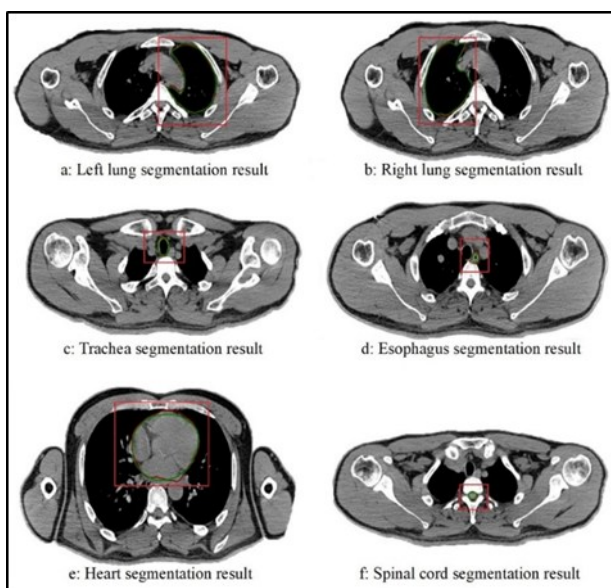 a: Left lung segmentation result
b: Right lung segmentation result
c: Trachea segmentation result
d: Esophagus segmentation result
e: Heart segmentation result
f: Spinal cord segmentation result